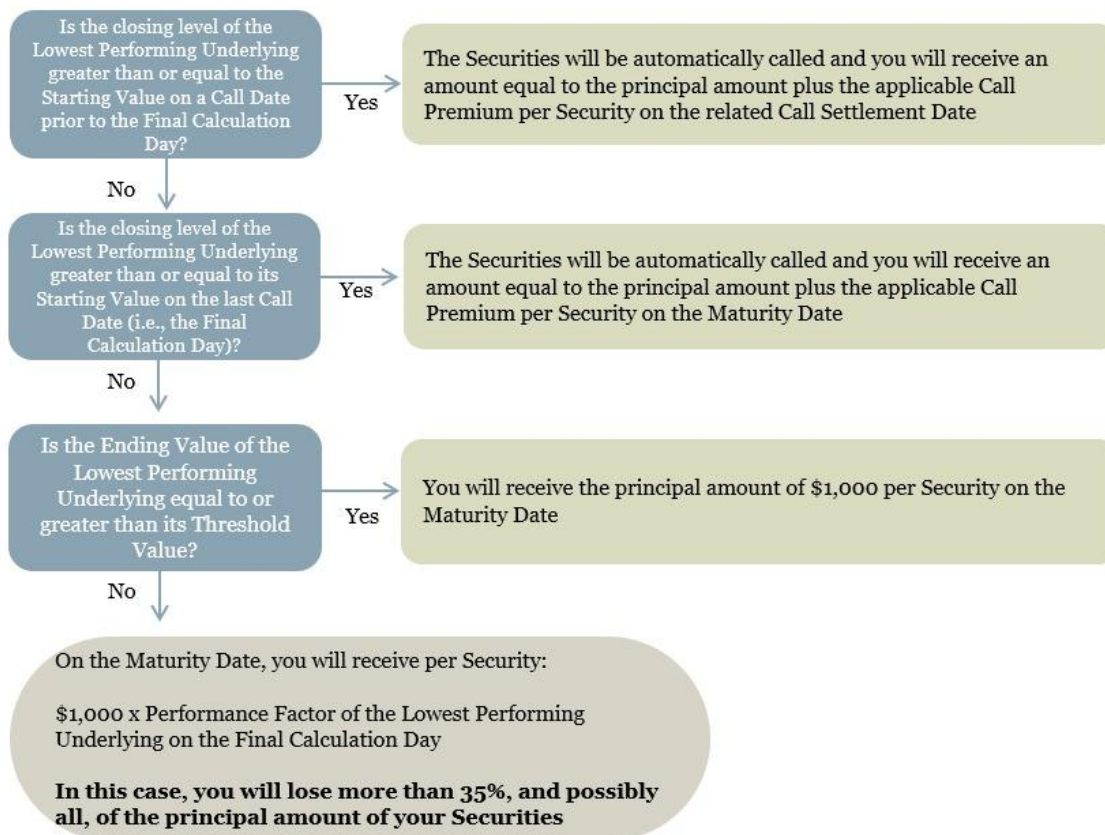 Is the closing level of the
Lowest Performing Underlying
greater than or equal to the
Starting Value on a Call Date
prior to the Final Calculation
Day?
Yes
The Securities will be automatically called and you will receive an
amount equal to the principal amount plus the applicable Call
Premium per Security on the related Call Settlement Date
No
Is the closing level of the
Lowest Performing Underlying
greater than or equal to its
Starting Value on the last Call
Date (i.e., the Final
Calculation Day)?
Yes
The Securities will be automatically called and you will receive an
amount equal to the principal amount plus the applicable Call
Premium per Security on the Maturity Date
No
Is the Ending Value of the
Lowest Performing
Underlying equal to or
greater than its Threshold
Value?
Yes
You will receive the principal amount of $1,000 per Security on the
Maturity Date
No
On the Maturity Date, you will receive per Security:
$1,000 x Performance Factor of the Lowest Performing
Underlying on the Final Calculation Day
In this case, you will lose more than 35%, and possibly
all, of the principal amount of your Securities